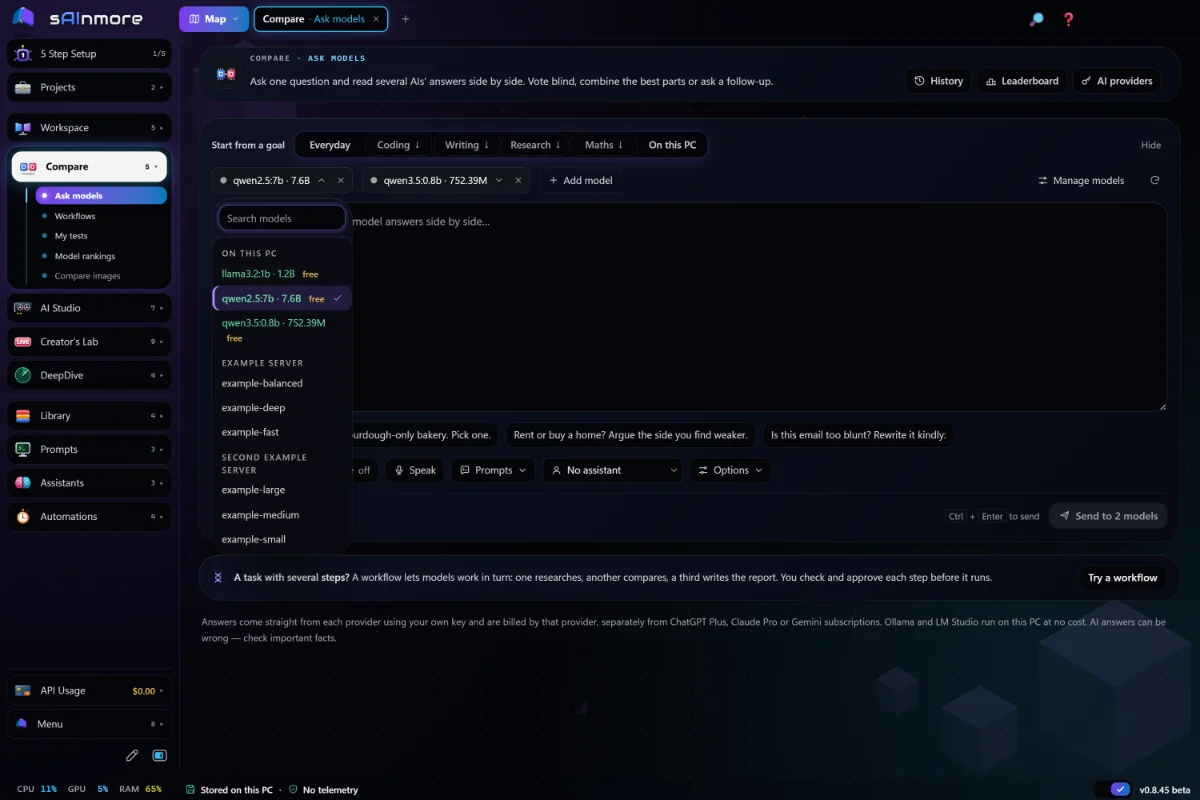 sAInmore
Map
Compare · Ask models ×
+
?
5 Step Setup 1/5
Projects 2
Workspace 5
Compare 5
Ask models
Workflows
My tests
Model rankings
Compare images
AI Studio 7
LIVE Creator's Lab 9
DeepDive 4
Library 4
Prompts 3
Assistants 3
Automations 4
API Usage $0.00
Menu 8
COMPARE · ASK MODELS
Ask one question and read several AIs' answers side by side. Vote blind, combine the best parts or ask a follow-up.
History
Leaderboard
AI providers
Start from a goal
Everyday
Coding ↓
Writing ↓
Research ↓
Maths ↓
On this PC
Hide
qwen2.5:7b · 7.6B ×
qwen3.5:0.8b · 752.39M ×
+ Add model
Manage models
Search models
model answers side by side...
ON THIS PC
llama3.2:1b · 1.2B free
qwen2.5:7b · 7.6B free ✓
qwen3.5:0.8b · 752.39M
free
EXAMPLE SERVER
example-balanced
example-deep
example-fast
SECOND EXAMPLE
SERVER
example-large
example-medium
example-small
urdough-only bakery. Pick one.
Rent or buy a home? Argue the side you find weaker.
Is this email too blunt? Rewrite it kindly:
off
Speak
Prompts
No assistant
Options
Ctrl + Enter to send
Send to 2 models
A task with several steps? A workflow lets models work in turn: one researches, another compares, a third writes the report. You check and approve each step before it runs.
Try a workflow
Answers come straight from each provider using your own key and are billed by that provider, separately from ChatGPT Plus, Claude Pro or Gemini subscriptions. Ollama and LM Studio run on this PC at no cost. AI answers can be
wrong — check important facts.
CPU 11% GPU 5% RAM 65%
Stored on this PC · No telemetry
v0.8.45 beta